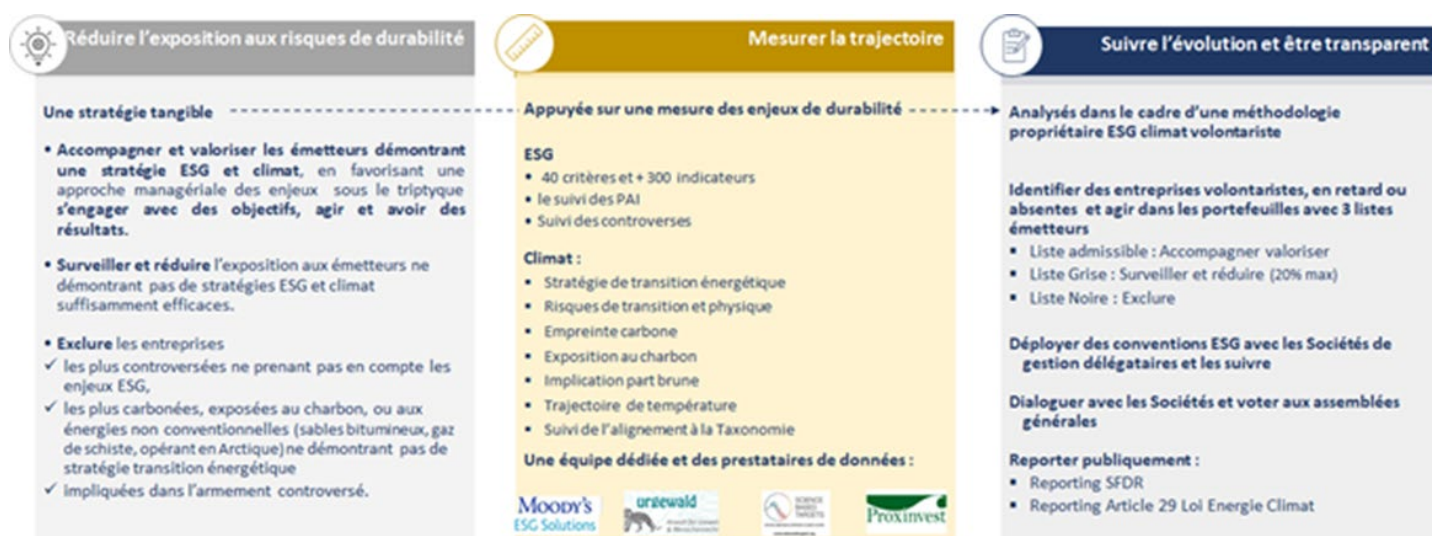 Réduire l'exposition aux risques de durabilité
Une stratégie tangible
• Accompagner et valoriser les émetteurs démontrant
une stratégie ESG et climat, en favorisant une
approche managériale des enjeux sous le triptyque
s'engager avec des objectifs, agir et avoir des
résultats.
• Surveiller et réduire l'exposition aux émetteurs ne
démontrant pas de stratégies ESG et climat
suffisamment efficaces.
• Exclure les entreprises
✓ les plus controversées ne prenant pas en compte les
enjeux ESG,
✓ les plus carbonées, exposées au charbon, ou aux
énergies non conventionnelles (sables bitumineux, gaz
de schiste, opérant en Arctique) ne démontrant pas de
stratégie transition énergétique
✓ impliquées dans l'armement controversé.
Mesurer la trajectoire
Appuyée sur une mesure des enjeux de durabilité
ESG
• 40 critères et + 300 indicateurs
• le suivi des PAI
• Suivi des controverses
Climat :
▪ Stratégie de transition énergétique
▪ Risques de transition et physique
▪ Empreinte carbone
▪ Exposition au charbon
▪ Implication part brune
▪ Trajectoire de température
▪ Suivi de l'alignement à la Taxonomie
Une équipe dédiée et des prestataires de données :
MOODY'S
ESG Solutions
urgewald
SCIENCE
BASED
TARGETS
Proxinvest
Suivre l'évolution et être transparent
Analysés dans le cadre d'une méthodologie
propriétaire ESG climat volontariste
Identifier des entreprises volontaristes, en retard ou
absentes et agir dans les portefeuilles avec 3 listes
émetteurs
▪ Liste admissible : Accompagner valoriser
▪ Liste Grise : Surveiller et réduire (20% max)
▪ Liste Noire : Exclure
Déployer des conventions ESG avec les Sociétés de
gestion délégataires et les suivre
Dialoguer avec les Sociétés et voter aux assemblées
générales
Reporter publiquement :
▪ Reporting SFDR
▪ Reporting Article 29 Loi Energie Climat